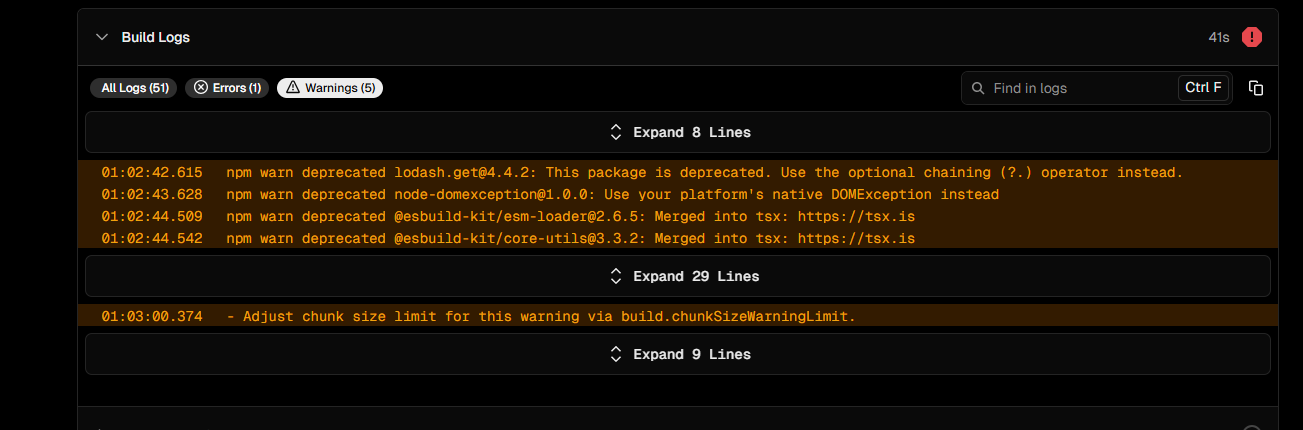 Build Logs
41s
All Logs (51)
Errors (1)
Warnings (5)
Find in logs
Ctrl F
Expand 8 Lines
01:02:42.615 npm warn deprecated lodash.get@4.4.2: This package is deprecated. Use the optional chaining (?.) operator instead.
01:02:43.628 npm warn deprecated node-domexception@1.0.0: Use your platform's native DOMException instead
01:02:44.509 npm warn deprecated @esbuild-kit/esm-loader@2.6.5: Merged into tsx: https://tsx.is
01:02:44.542 npm warn deprecated @esbuild-kit/core-utils@3.3.2: Merged into tsx: https://tsx.is
Expand 29 Lines
01:03:00.374 - Adjust chunk size limit for this warning via build.chunkSizeWarningLimit.
Expand 9 Lines